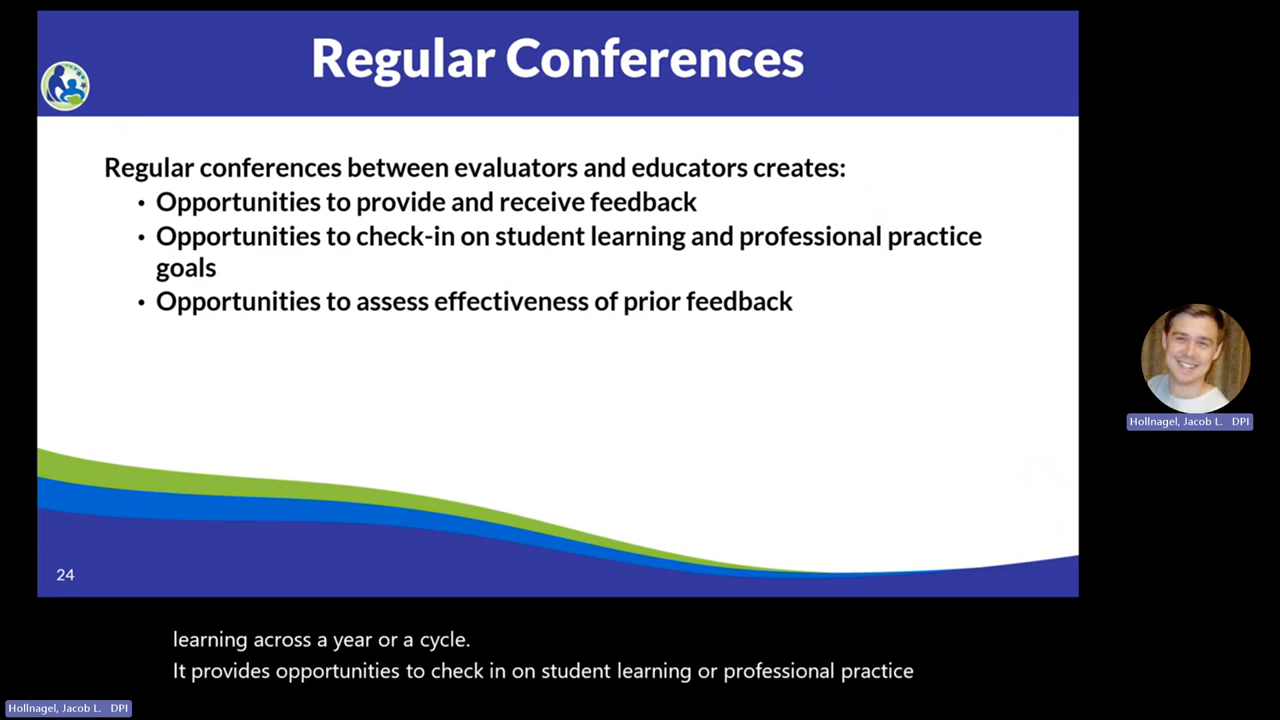 Regular Conferences
Regular conferences between evaluators and educators creates:
• Opportunities to provide and receive feedback
• Opportunities to check-in on student learning and professional practice
goals
• Opportunities to assess effectiveness of prior feedback
24
Hollnagel, Jacob L. DPI
learning across a year or a cycle.
It provides opportunities to check in on student learning or professional practice
Hollnagel, Jacob L. DPI